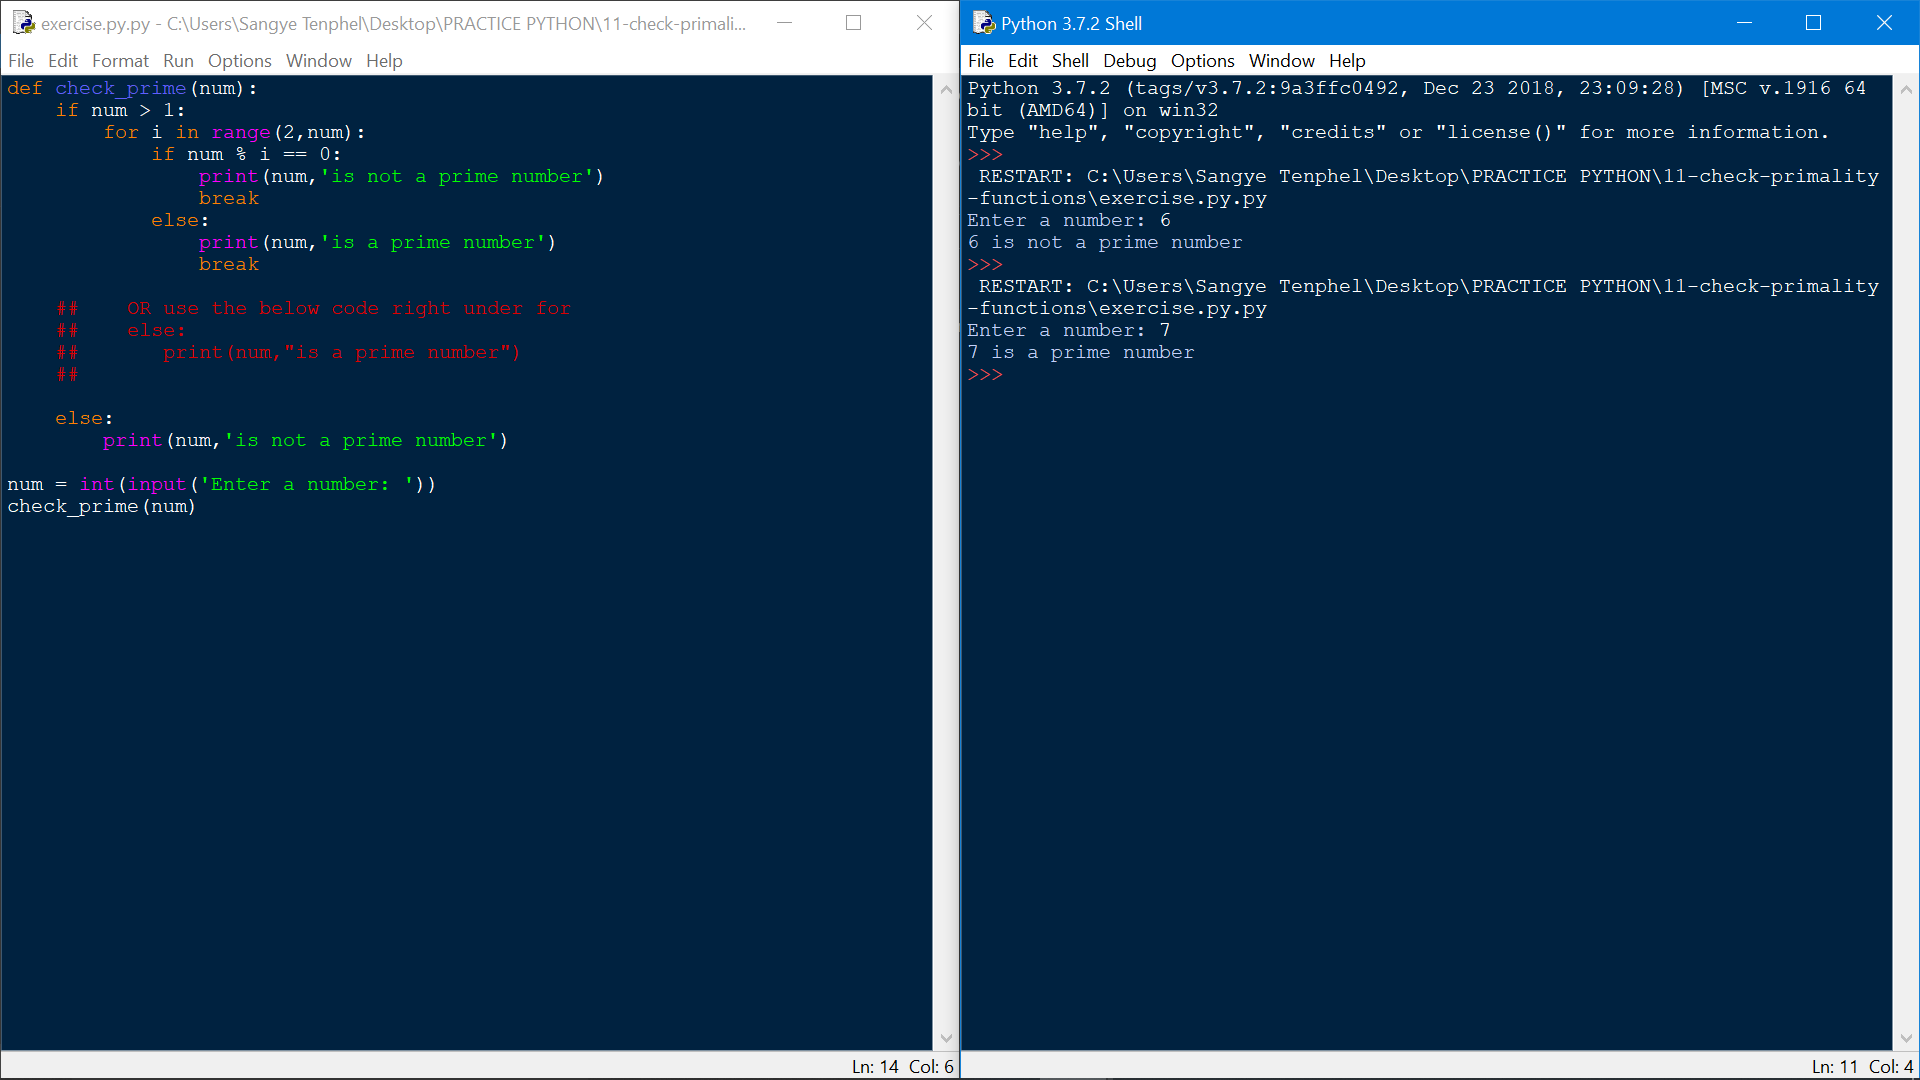 exercise.py.py - C:\Users\Sangye Tenphel\Desktop\PRACTICE PYTHON\11-check-primali...
File Edit Format Run Options Window Help
def check_prime(num):
    if num > 1:
        for i in range(2,num):
            if num % i == 0:
                print(num,'is not a prime number')
                break
            else:
                print(num,'is a prime number')
                break
    ##    OR use the below code right under for
    ##    else:
    ##       print(num,"is a prime number")
    ##
    else:
        print(num,'is not a prime number')
num = int(input('Enter a number: '))
check_prime(num)
Ln: 14 Col: 6
Python 3.7.2 Shell
File Edit Shell Debug Options Window Help
Python 3.7.2 (tags/v3.7.2:9a3ffc0492, Dec 23 2018, 23:09:28) [MSC v.1916 64
bit (AMD64)] on win32
Type "help", "copyright", "credits" or "license()" for more information.
>>>
 RESTART: C:\Users\Sangye Tenphel\Desktop\PRACTICE PYTHON\11-check-primality
-functions\exercise.py.py
Enter a number: 6
6 is not a prime number
>>>
 RESTART: C:\Users\Sangye Tenphel\Desktop\PRACTICE PYTHON\11-check-primality
-functions\exercise.py.py
Enter a number: 7
7 is a prime number
>>>
Ln: 11 Col: 4